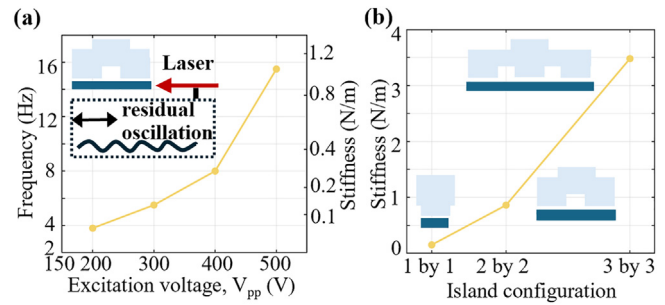 (a)
Frequency (Hz)
16
12
8
4
2
Laser
residual
oscillation
1.2
0.8
0.4
0.2
0.1
Stiffness (N/m)
150 200 300 400 500
Excitation voltage, Vpp (V)
(b)
Stiffness (N/m)
4
3
2
1
0
1 by 1 2 by 2 3 by 3
Island configuration